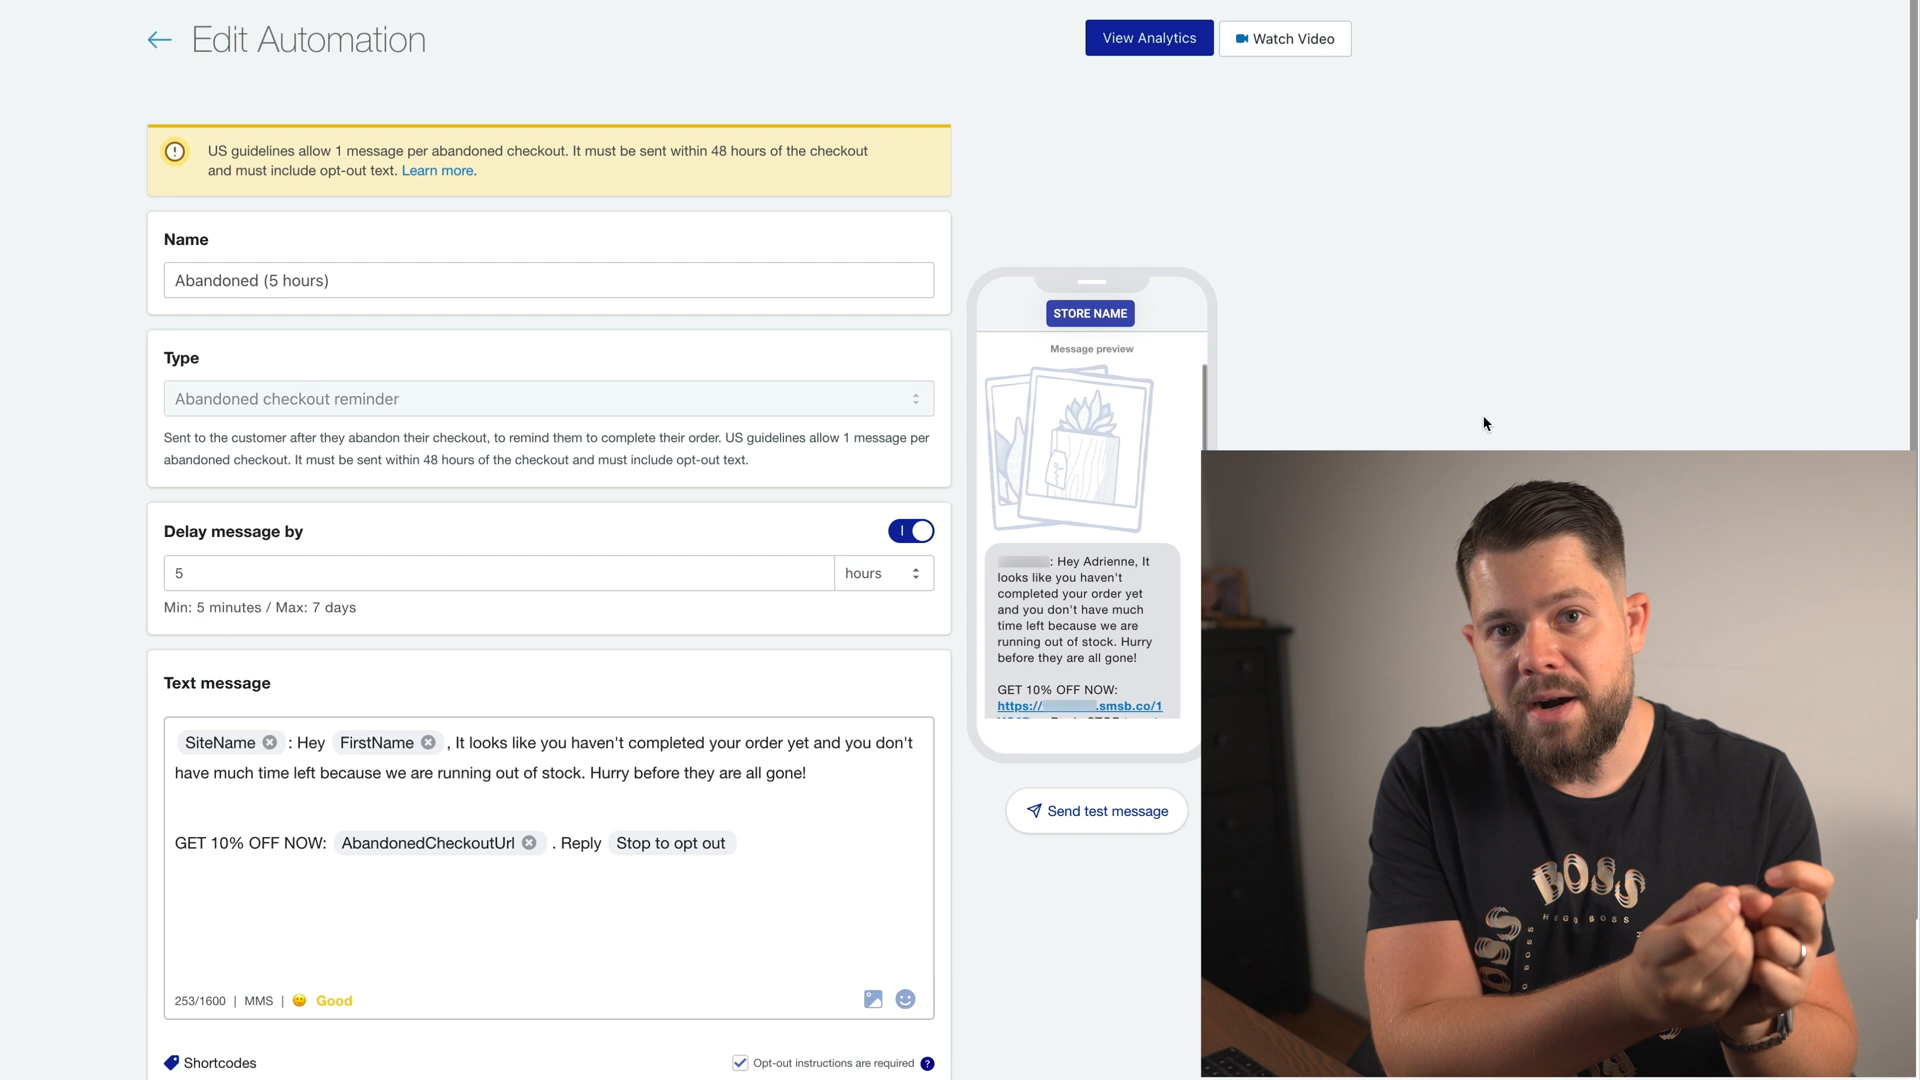 Edit Automation
View Analytics
Watch Video
US guidelines allow 1 message per abandoned checkout. It must be sent within 48 hours of the checkout
and must include opt-out text. Learn more.
Name
Abandoned (5 hours)
Type
Abandoned checkout reminder
Sent to the customer after they abandon their checkout, to remind them to complete their order. US guidelines allow 1 message per
abandoned checkout. It must be sent within 48 hours of the checkout and must include opt-out text.
Delay message by
5
hours
Min: 5 minutes / Max: 7 days
Text message
SiteName : Hey FirstName , It looks like you haven't completed your order yet and you don't
have much time left because we are running out of stock. Hurry before they are all gone!
GET 10% OFF NOW: AbandonedCheckoutUrl . Reply Stop to opt out
253/1600 | MMS | Good
Shortcodes
Opt-out instructions are required ?
STORE NAME
Message preview
: Hey Adrienne, It
looks like you haven't
completed your order yet
and you don't have much
time left because we are
running out of stock. Hurry
before they are all gone!
GET 10% OFF NOW:
https:// .smsb.co/1
Send test message
BOSS
HUGO BOSS
BOSS